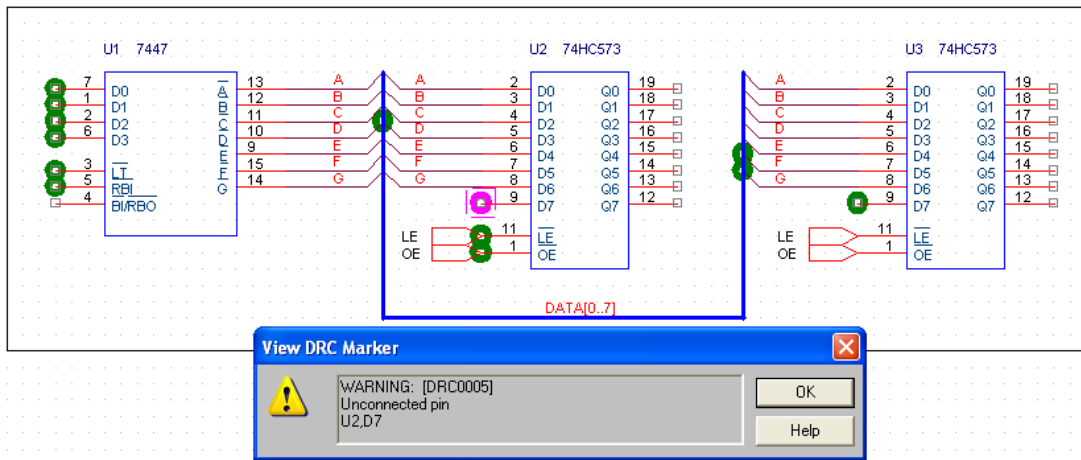 U1 7447
U2 74HC573
U3 74HC573
7 D0 A 13
1 D1 B 12
2 D2 C 11
6 D3 D 10
E 9
3 LT F 15
5 RBI G 14
4 BI/RBO
A
B
C
D
E
F
G
A
B
C
D
E
F
G
2 D0 Q0 19
3 D1 Q1 18
4 D2 Q2 17
5 D3 Q3 16
6 D4 Q4 15
7 D5 Q5 14
8 D6 Q6 13
9 D7 Q7 12
LE 11 LE
OE 1 OE
A
B
C
D
E
F
G
2 D0 Q0 19
3 D1 Q1 18
4 D2 Q2 17
5 D3 Q3 16
6 D4 Q4 15
7 D5 Q5 14
8 D6 Q6 13
9 D7 Q7 12
LE 11 LE
OE 1 OE
DATA[0..7]
View DRC Marker
WARNING: [DRC0005]
Unconnected pin
U2,D7
OK
Help